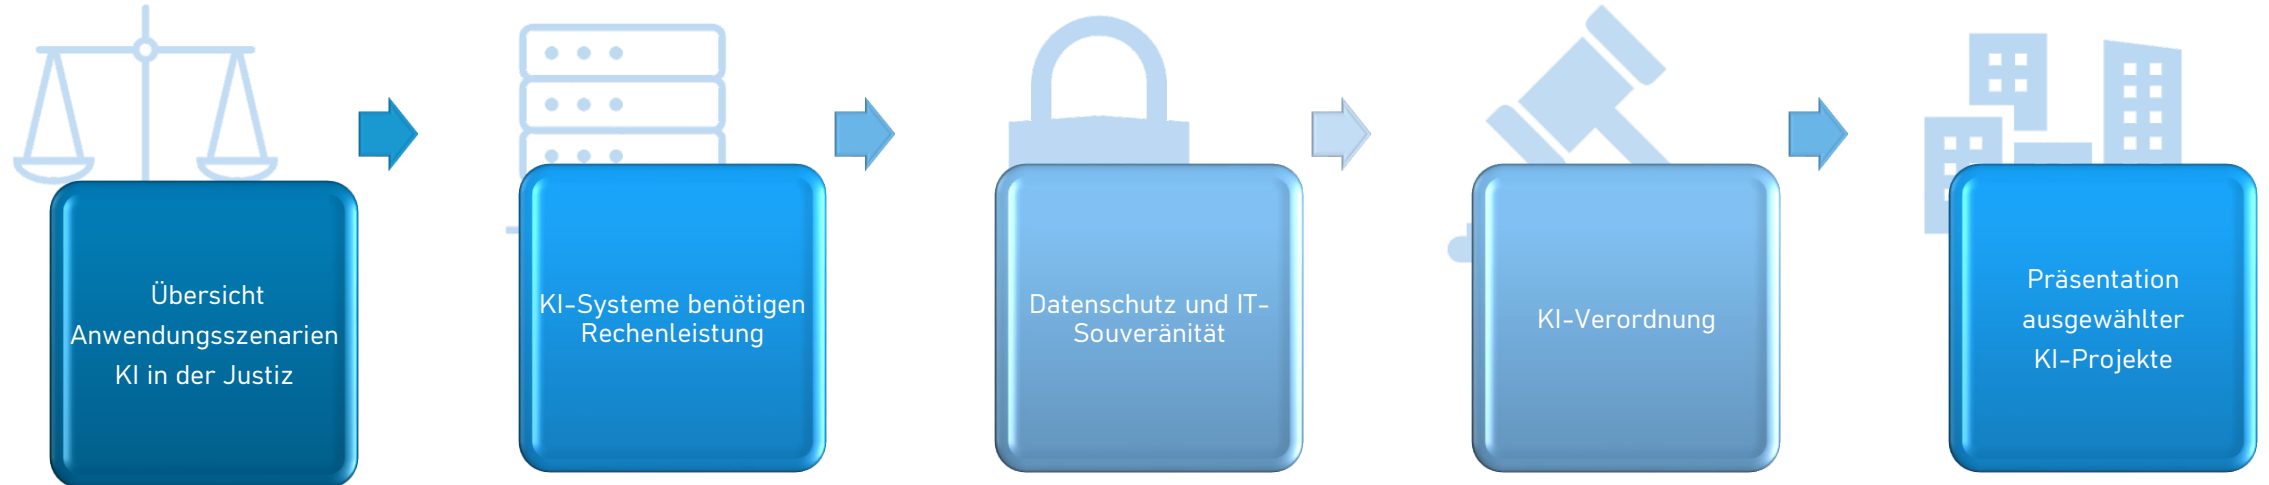 Übersicht
Anwendungsszenarien
KI in der Justiz
KI-Systeme benötigen
Rechenleistung
Datenschutz und IT-
Souveränität
KI-Verordnung
Präsentation
ausgewählter
KI-Projekte